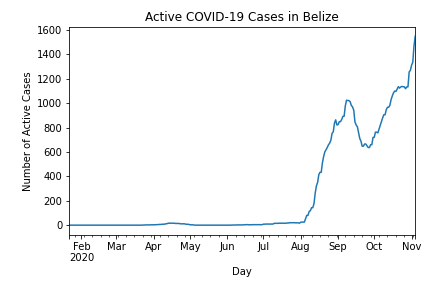 Active COVID-19 Cases in Belize
1600
1400
1200
1000
800
600
400
200
0
Number of Active Cases
Feb Mar Apr May Jun Jul Aug Sep Oct Nov
2020
Day